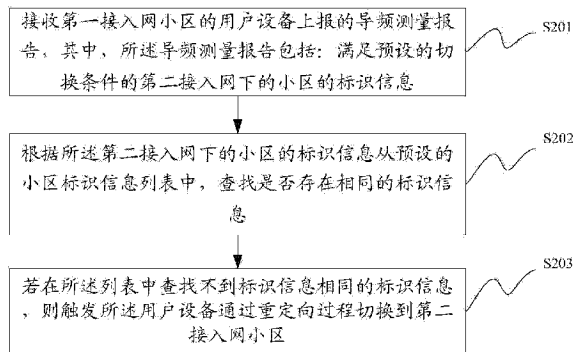 接收第一接入网小区的用户设备上报的导频测量报
告，其中，所述导频测量报告包括：满足预设的切
换条件的第二接入网下的小区的标识信息
S201
根据所述第二接入网下的小区的标识信息从预设的
小区标识信息列表中，查找是否存在相同的标识信
息
S202
若在所述列表中查找不到标识信息相同的标识信息
，则触发所述用户设备通过重定向过程切换到第二
接入网小区
S203